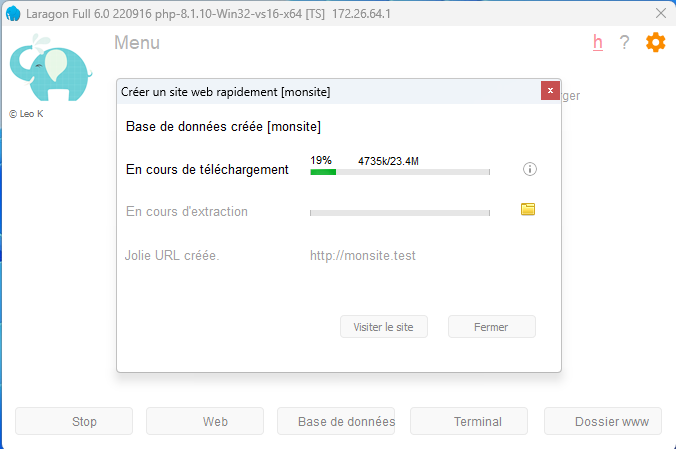 Laragon Full 6.0 220916 php-8.1.10-Win32-vs16-x64 [TS] 172.26.64.1
Menu
h ?
© Leo K
rger
Créer un site web rapidement [monsite]
x
Base de données créée [monsite]
En cours de téléchargement
19% 4735k/23.4M
En cours d'extraction
Jolie URL créée. http://monsite.test
Visiter le site Fermer
Stop Web Base de données Terminal Dossier www